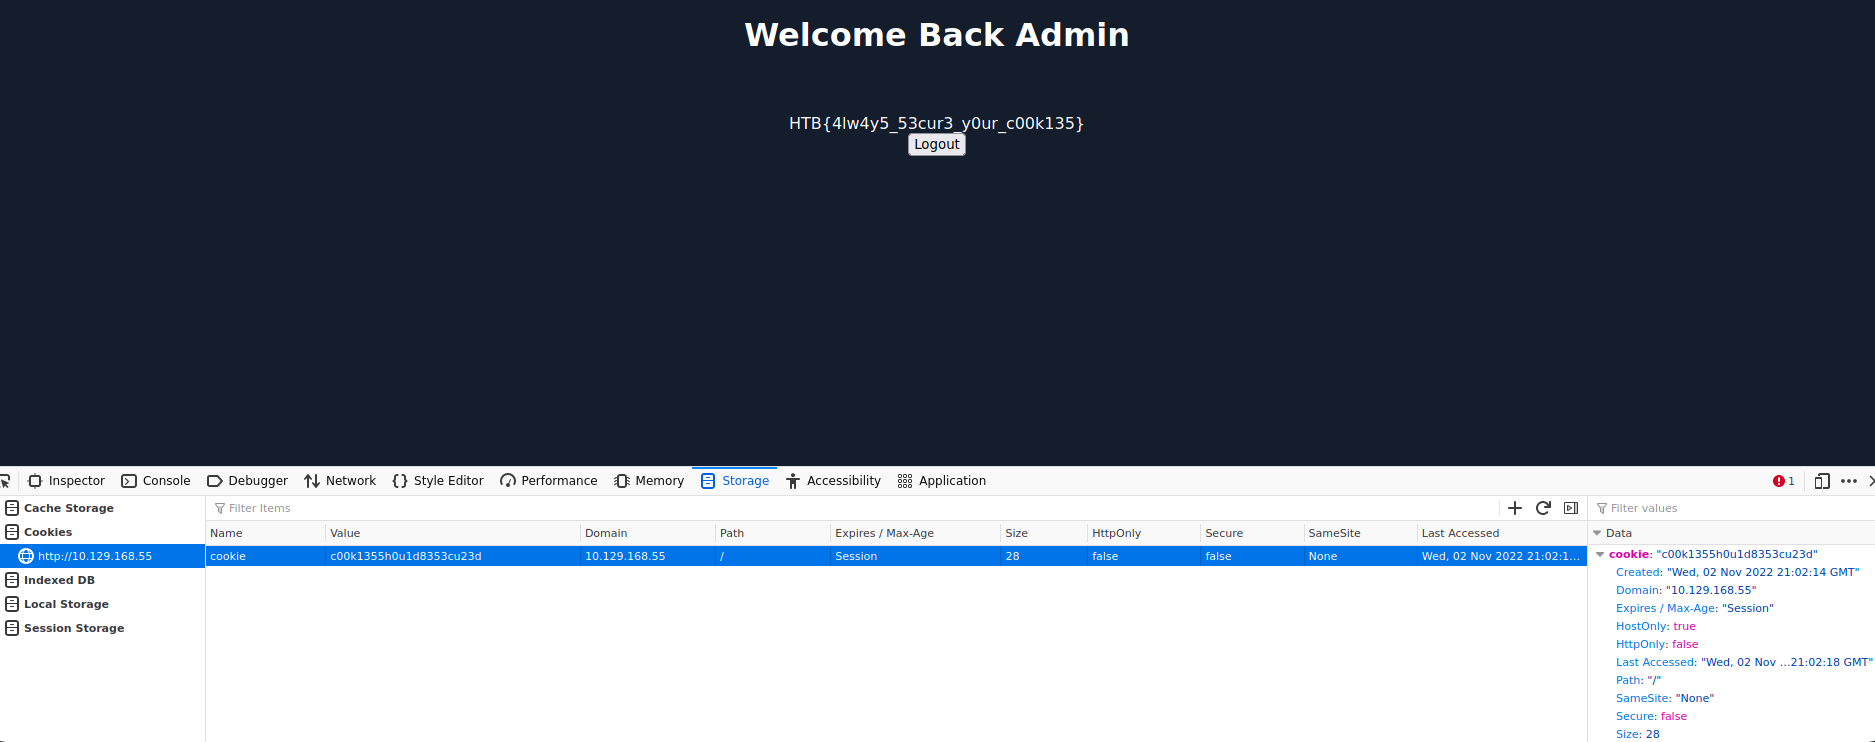 Welcome Back Admin
HTB{4lw4y5_53cur3_y0ur_c00k135}
Logout
Inspector Console Debugger Network Style Editor Performance Memory Storage Accessibility Application 1
Cache Storage
Cookies
http://10.129.168.55
Indexed DB
Local Storage
Session Storage
Filter Items
Name Value Domain Path Expires / Max-Age Size HttpOnly Secure SameSite Last Accessed
cookie c00k1355h0u1d8353cu23d 10.129.168.55 / Session 28 false false None Wed, 02 Nov 2022 21:02:1...
Filter values
Data
cookie: "c00k1355h0u1d8353cu23d"
Created: "Wed, 02 Nov 2022 21:02:14 GMT"
Domain: "10.129.168.55"
Expires / Max-Age: "Session"
HostOnly: true
HttpOnly: false
Last Accessed: "Wed, 02 Nov ...21:02:18 GMT"
Path: "/"
SameSite: "None"
Secure: false
Size: 28